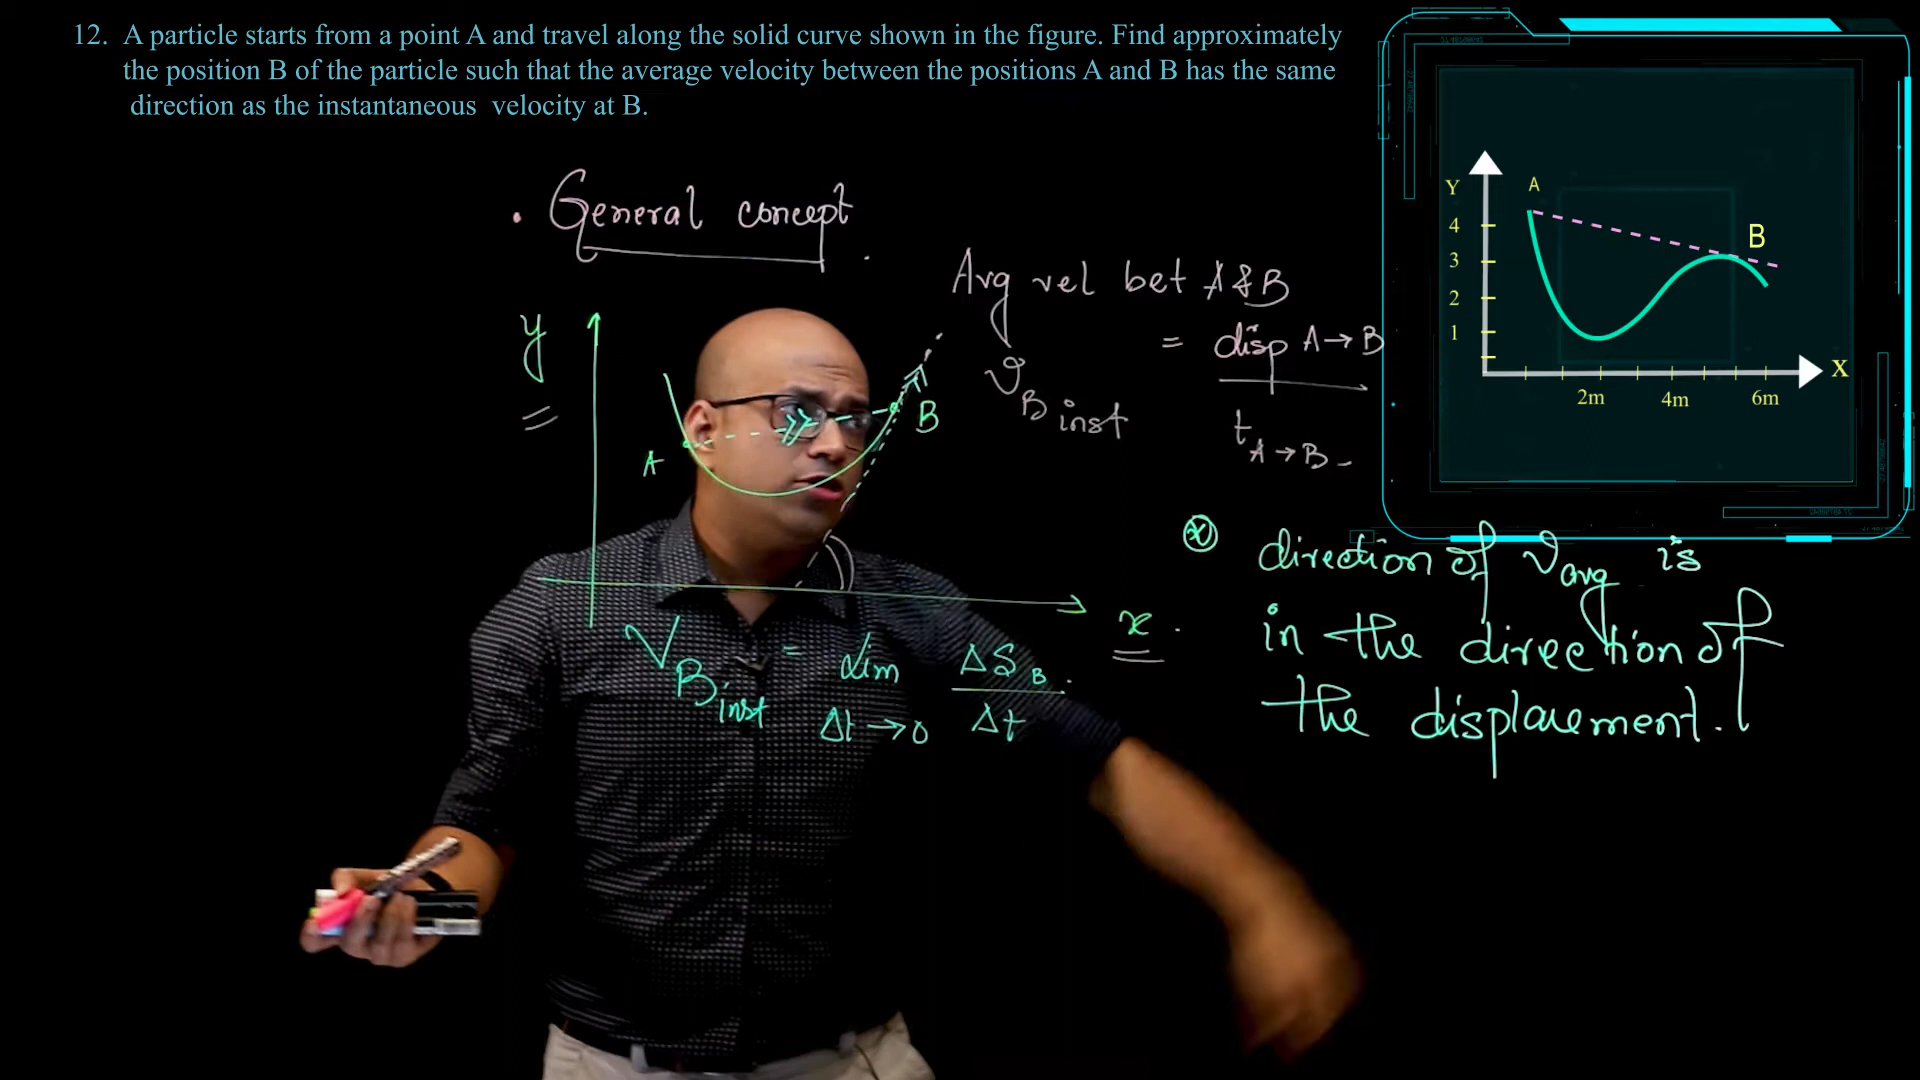 12. A particle starts from a point A and travel along the solid curve shown in the figure. Find approximately
the position B of the particle such that the average velocity between the positions A and B has the same
direction as the instantaneous velocity at B.
• General concept.
Avg vel bet A & B
= disp A→B
t A→B
ϑ B inst
y
A
B
x
V B inst = Lim Δt→0 ΔS B / Δt
Y
A
B
4
3
2
1
X
2m
4m
6m
* direction of ϑavg is
in the direction of
the displacement.